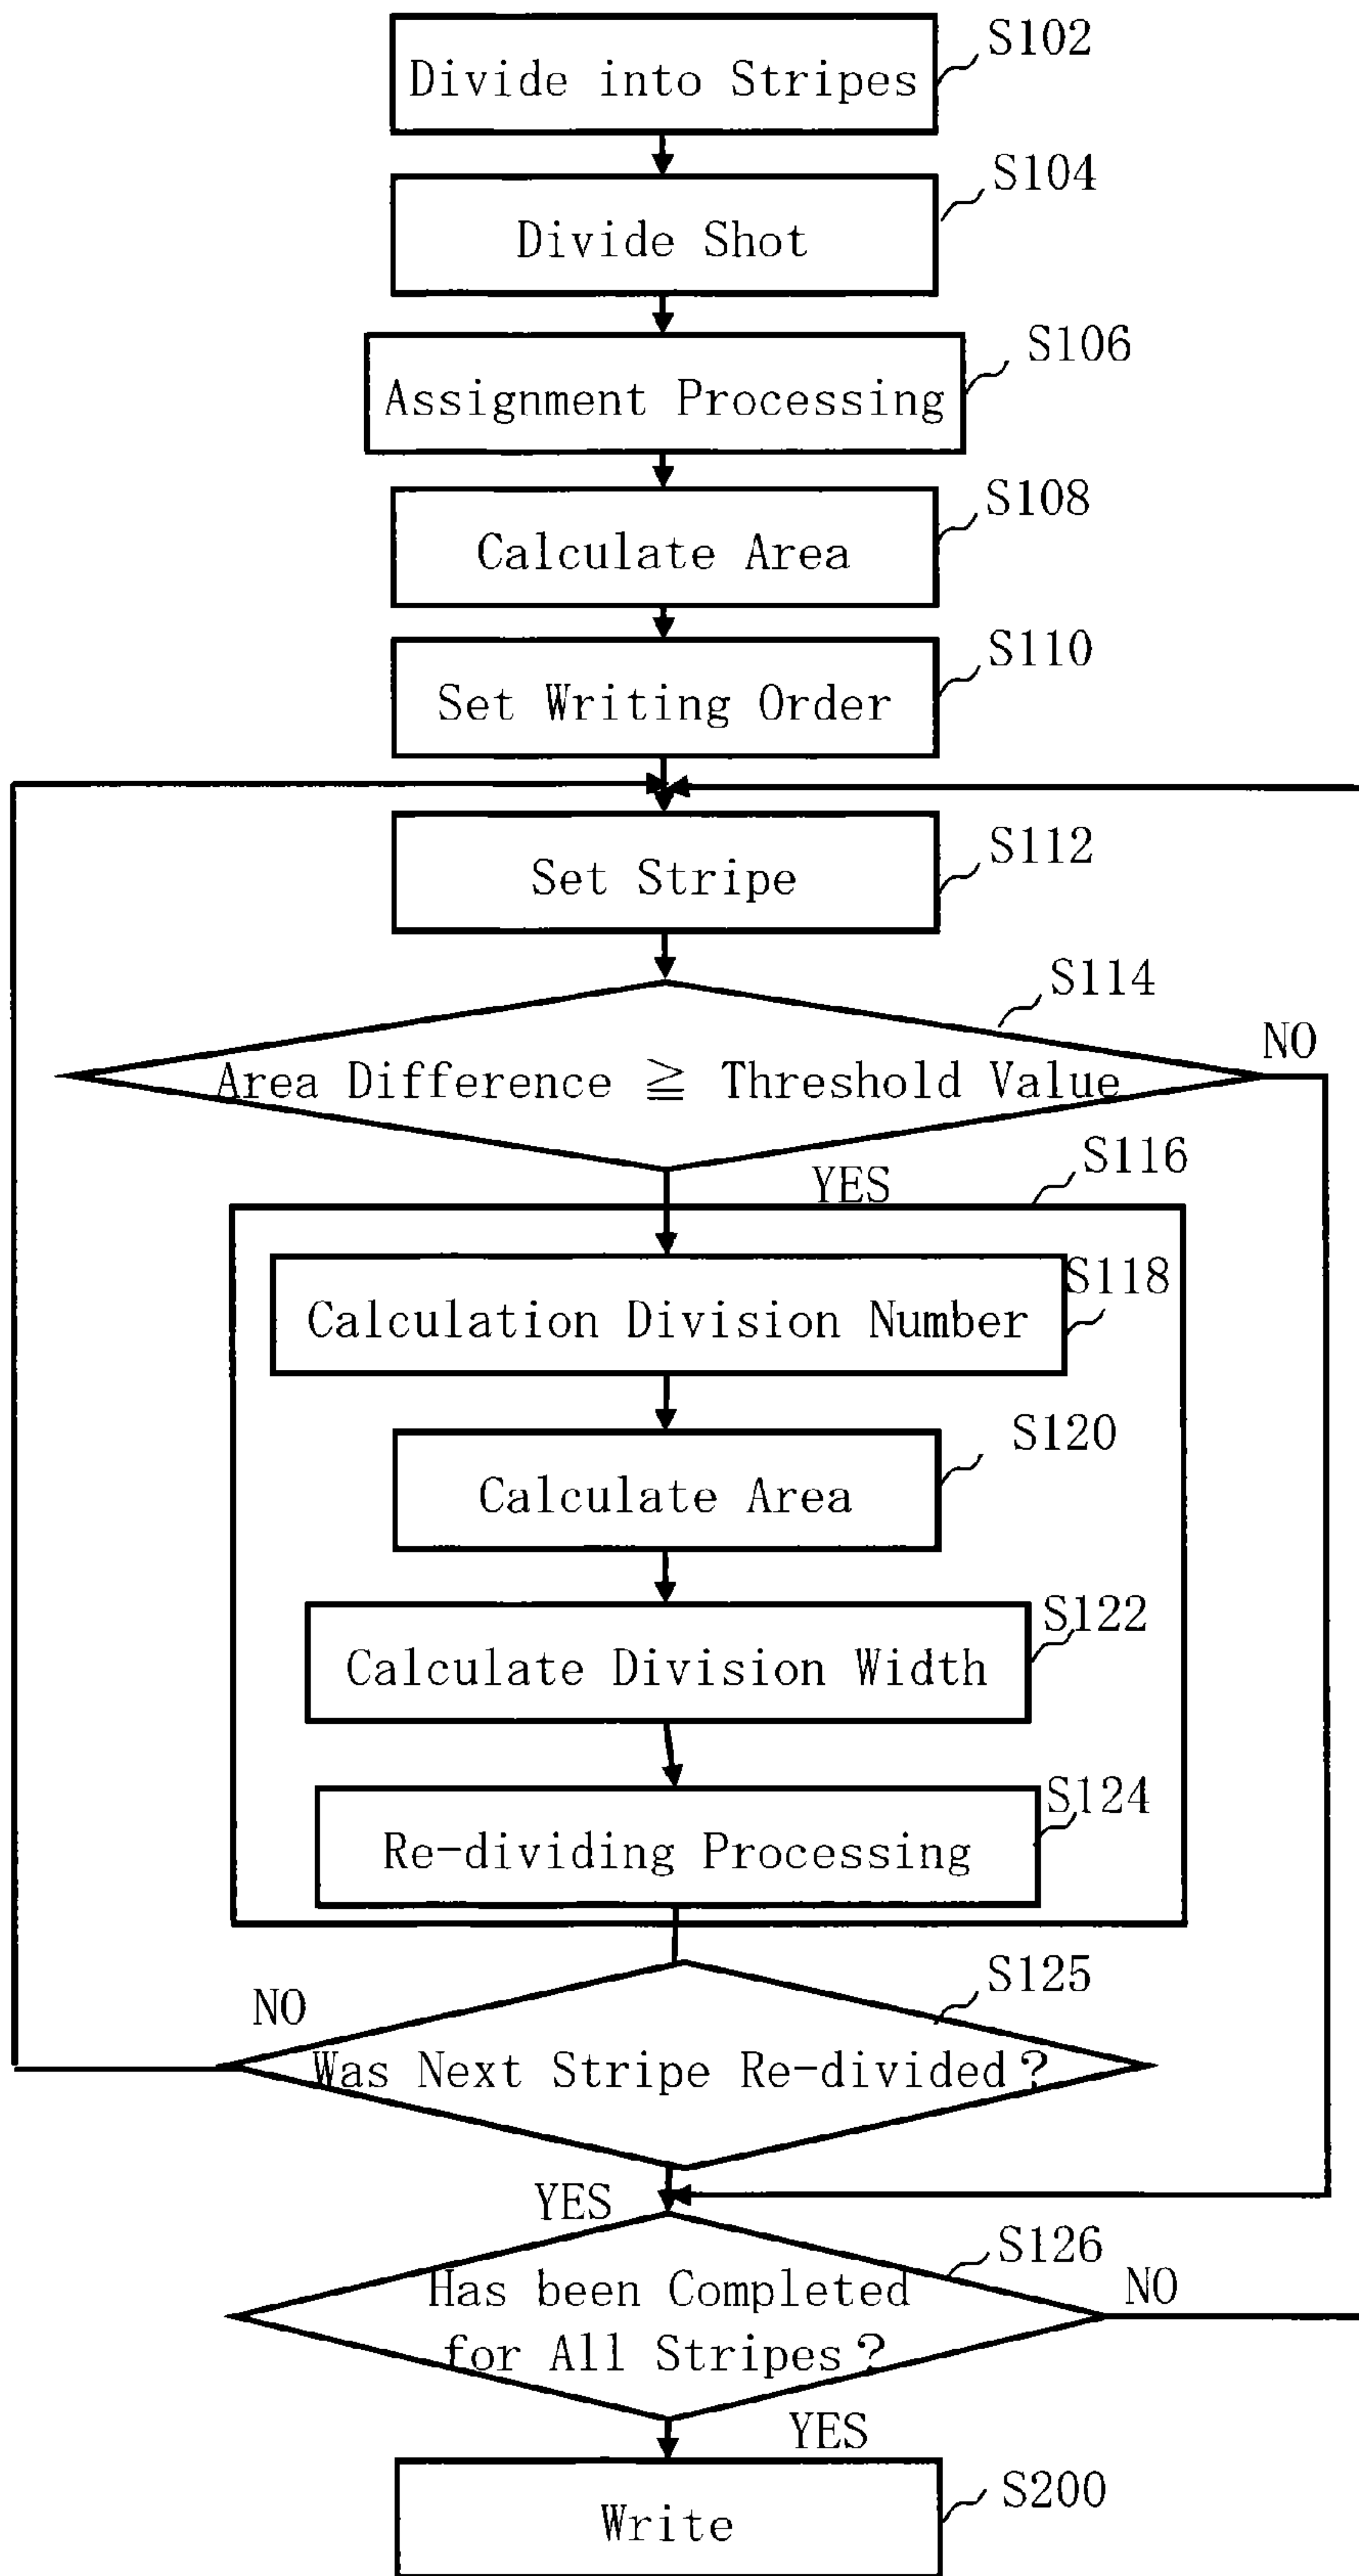 Divide into Stripes
S102
Divide Shot
S104
Assignment Processing
S106
Calculate Area
S108
Set Writing Order
S110
Set Stripe
S112
S114
Area Difference ≧ Threshold Value
NO
YES
S116
Calculation Division Number
S118
Calculate Area
S120
Calculate Division Width
S122
Re-dividing Processing
S124
S125
NO
Was Next Stripe Re-divided?
YES
S126
Has been Completed
for All Stripes?
NO
YES
Write
S200